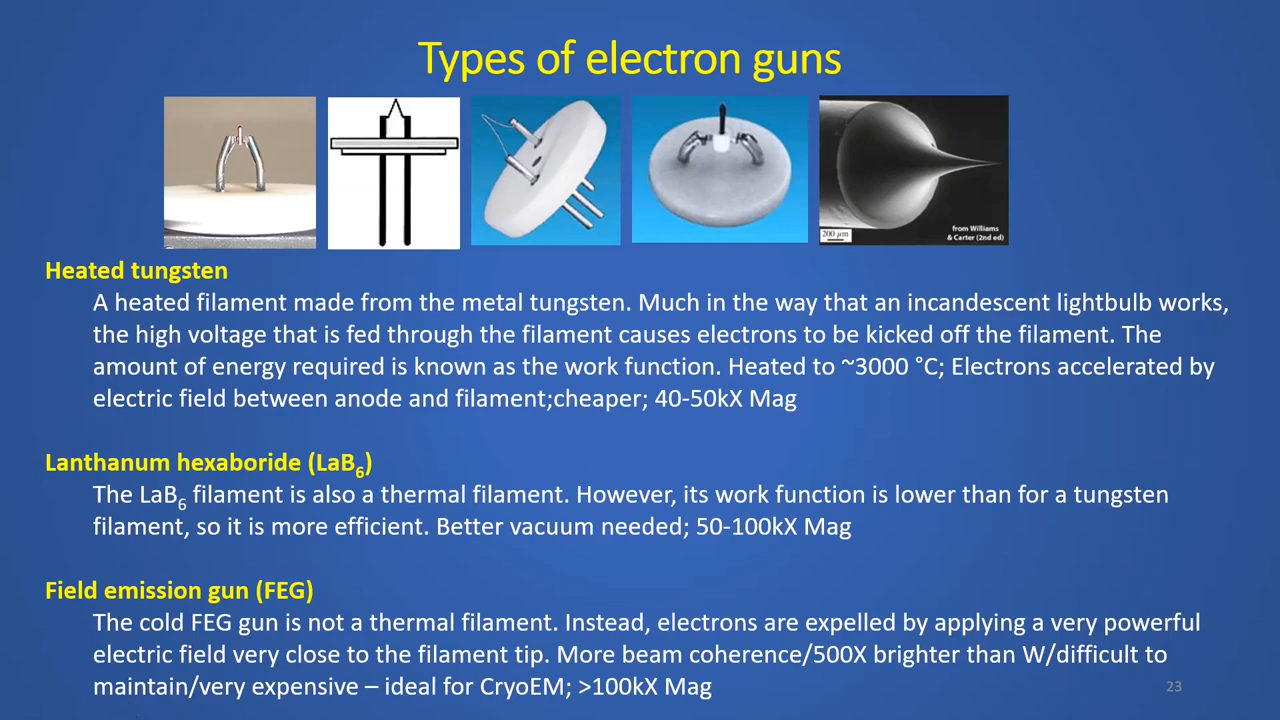 Types of electron guns
200 μm
from Williams
& Carter (2nd ed)
Heated tungsten
A heated filament made from the metal tungsten. Much in the way that an incandescent lightbulb works,
the high voltage that is fed through the filament causes electrons to be kicked off the filament. The
amount of energy required is known as the work function. Heated to ~3000 °C; Electrons accelerated by
electric field between anode and filament;cheaper; 40-50kX Mag
Lanthanum hexaboride (LaB₆)
The LaB₆ filament is also a thermal filament. However, its work function is lower than for a tungsten
filament, so it is more efficient. Better vacuum needed; 50-100kX Mag
Field emission gun (FEG)
The cold FEG gun is not a thermal filament. Instead, electrons are expelled by applying a very powerful
electric field very close to the filament tip. More beam coherence/500X brighter than W/difficult to
maintain/very expensive – ideal for CryoEM; >100kX Mag
23